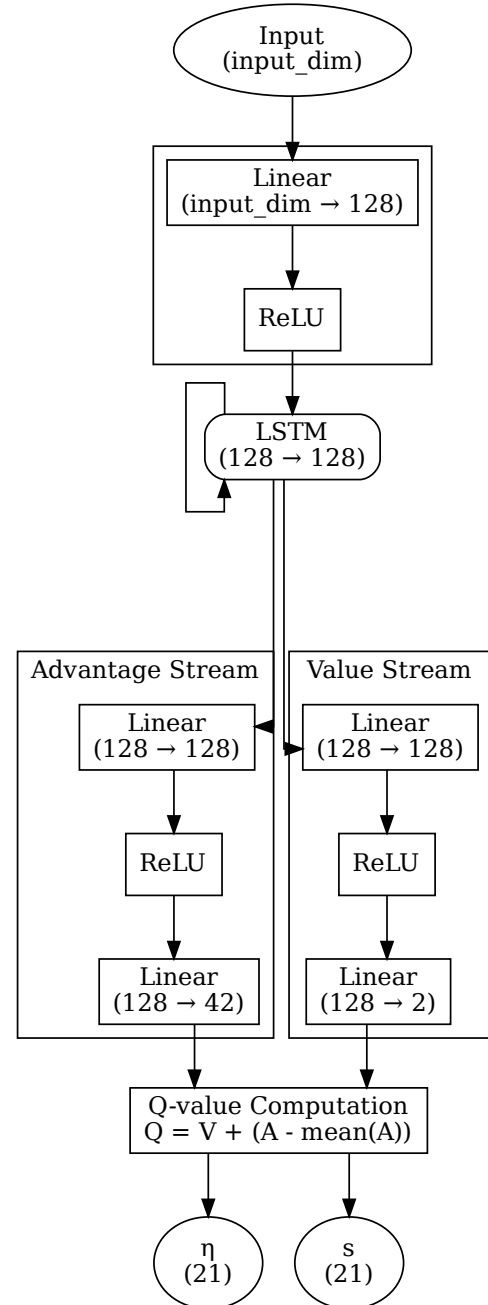 Input
(input_dim)
Linear
(input_dim → 128)
ReLU
LSTM
(128 → 128)
Advantage Stream
Linear
(128 → 128)
ReLU
Linear
(128 → 42)
Value Stream
Linear
(128 → 128)
ReLU
Linear
(128 → 2)
Q-value Computation
Q = V + (A - mean(A))
η
(21)
s
(21)